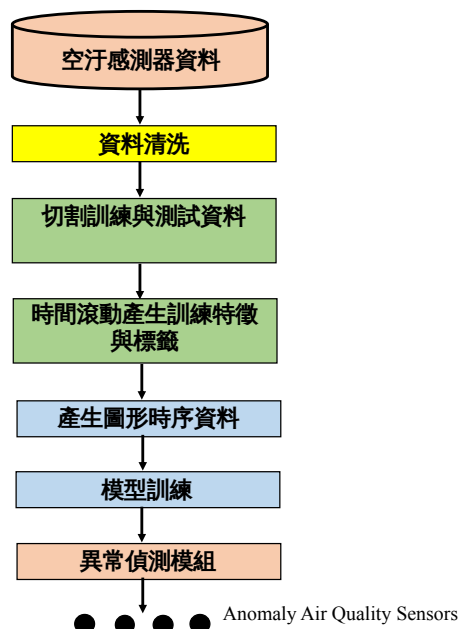 空汙感測器資料
資料清洗
切割訓練與測試資料
時間滾動產生訓練特徵
與標籤
產生圖形時序資料
模型訓練
異常偵測模組
Anomaly Air Quality Sensors